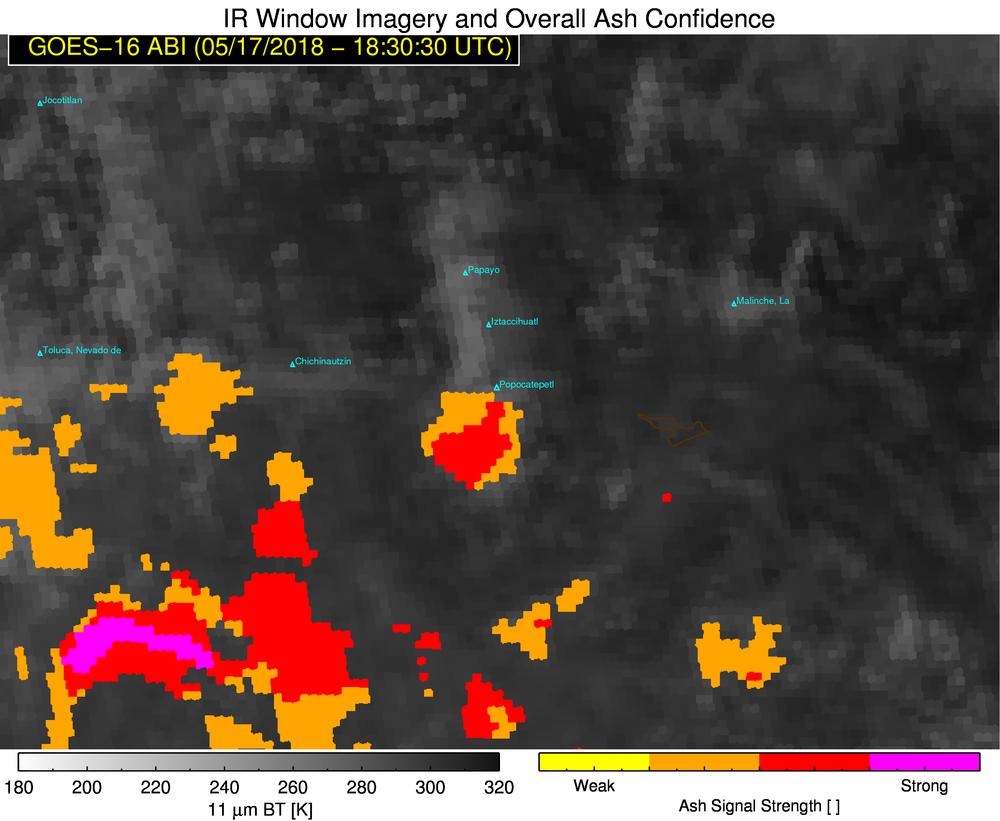 IR Window Imagery and Overall Ash Confidence
GOES−16 ABI (05/17/2018 − 18:30:30 UTC)
Jocotitlan
Papayo
Malinche, La
Iztaccihuatl
Toluca, Nevado de
Chichinautzin
Popocatepetl
180 200 220 240 260 280 300 320
11 μm BT [K]
Weak Strong
Ash Signal Strength [ ]